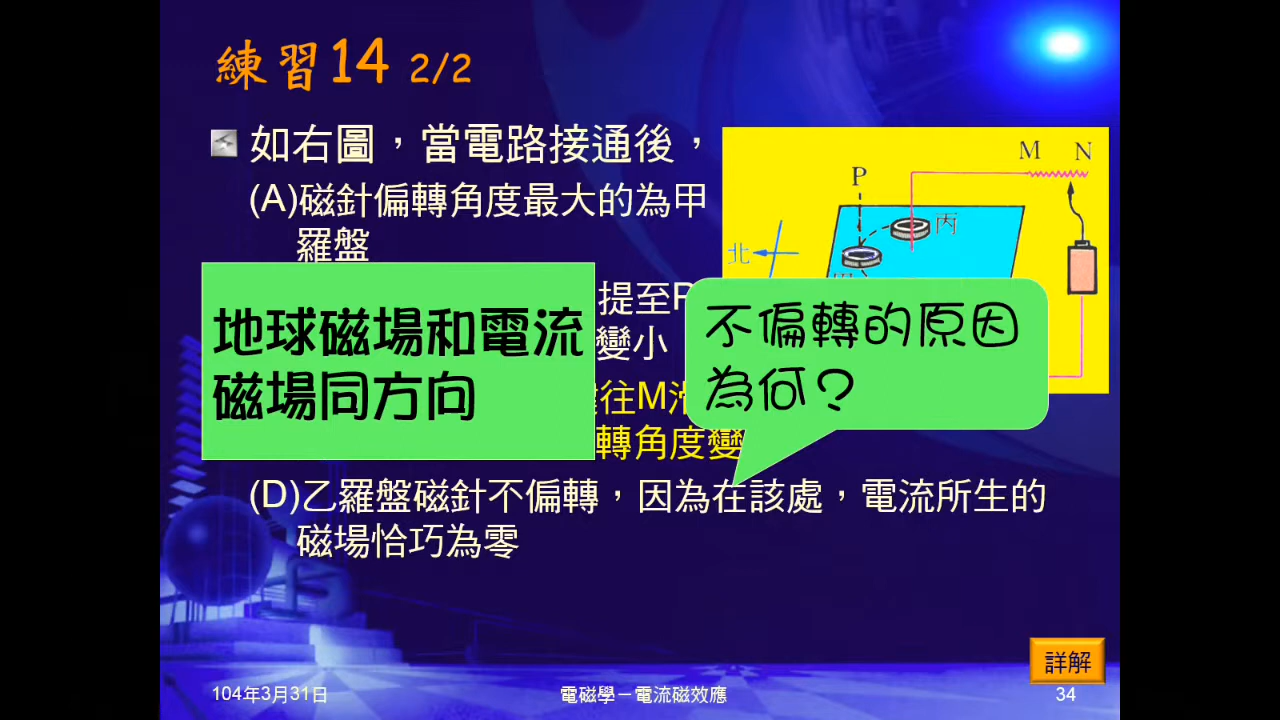 練習14 2/2
如右圖，當電路接通後，
(A)磁針偏轉角度最大的為甲
羅盤
提至P
變小
往M滑
轉角度變
(D)乙羅盤磁針不偏轉，因為在該處，電流所生的
磁場恰巧為零
地球磁場和電流
磁場同方向
不偏轉的原因
為何？
M N
P
丙
北
詳解
104年3月31日
電磁學－電流磁效應
34